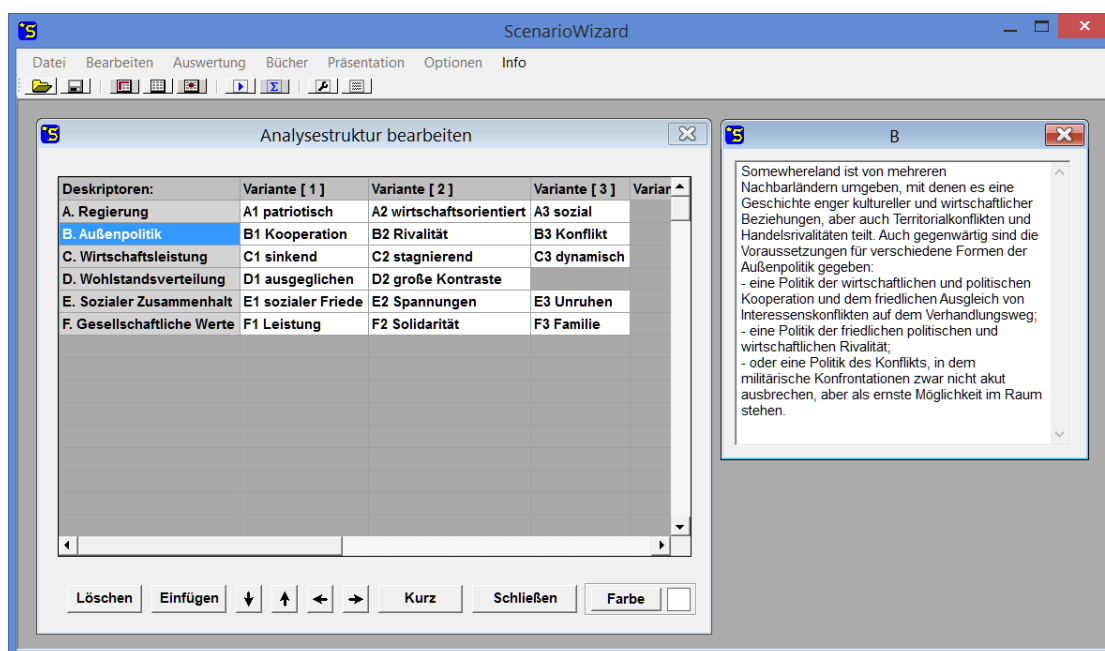 ScenarioWizard
Datei Bearbeiten Auswertung Bücher Präsentation Optionen Info
Analysestruktur bearbeiten
Deskriptoren: Variante [ 1 ] Variante [ 2 ] Variante [ 3 ] Variar
A. Regierung A1 patriotisch A2 wirtschaftsorientiert A3 sozial
B. Außenpolitik B1 Kooperation B2 Rivalität B3 Konflikt
C. Wirtschaftsleistung C1 sinkend C2 stagnierend C3 dynamisch
D. Wohlstandsverteilung D1 ausgeglichen D2 große Kontraste
E. Sozialer Zusammenhalt E1 sozialer Friede E2 Spannungen E3 Unruhen
F. Gesellschaftliche Werte F1 Leistung F2 Solidarität F3 Familie
Löschen Einfügen Kurz Schließen Farbe
B
Somewhereland ist von mehreren
Nachbarländern umgeben, mit denen es eine
Geschichte enger kultureller und wirtschaftlicher
Beziehungen, aber auch Territorialkonflikten und
Handelsrivalitäten teilt. Auch gegenwärtig sind die
Voraussetzungen für verschiedene Formen der
Außenpolitik gegeben:
- eine Politik der wirtschaftlichen und politischen
Kooperation und dem friedlichen Ausgleich von
Interessenskonflikten auf dem Verhandlungsweg;
- eine Politik der friedlichen politischen und
wirtschaftlichen Rivalität;
- oder eine Politik des Konflikts, in dem
militärische Konfrontationen zwar nicht akut
ausbrechen, aber als ernste Möglichkeit im Raum
stehen.